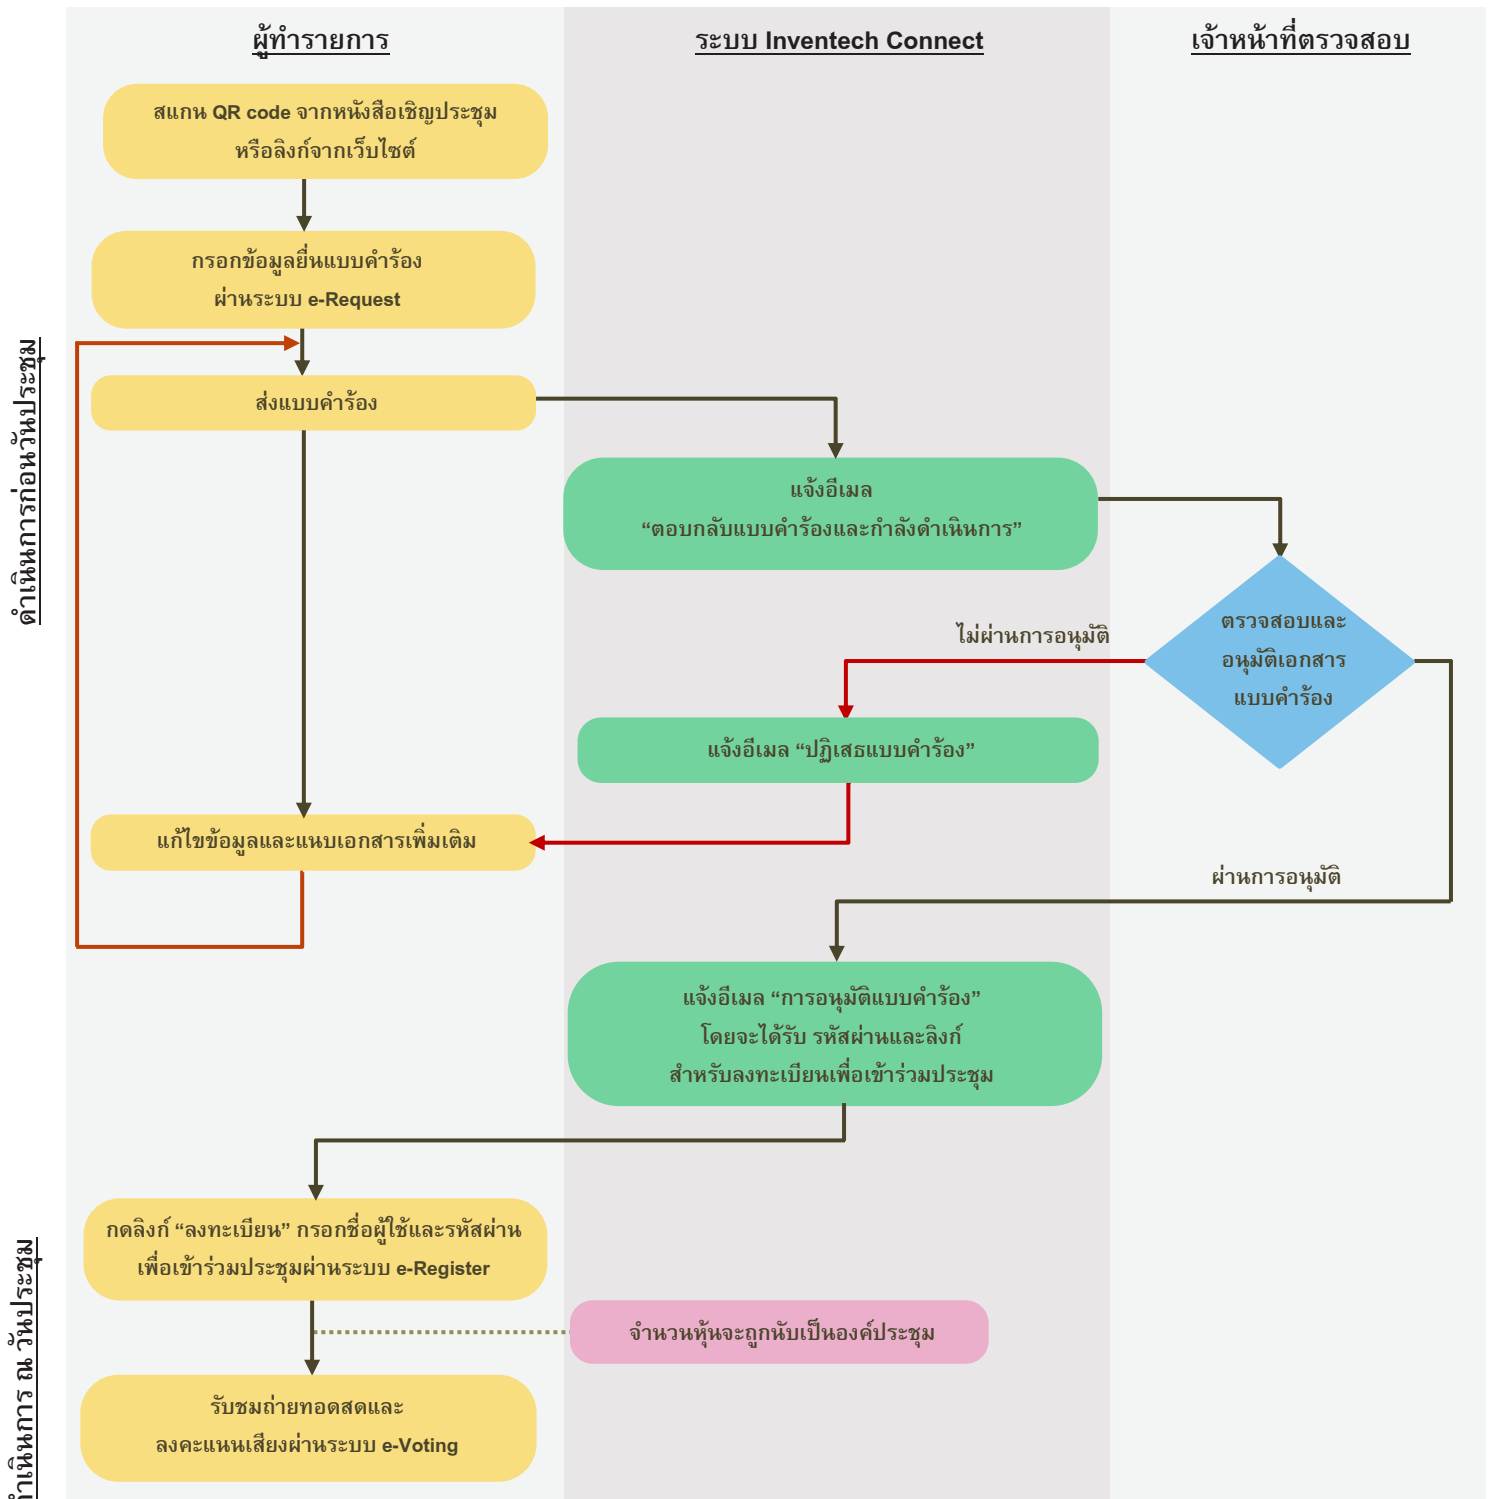 ผู้ทำรายการ
ระบบ Inventech Connect
เจ้าหน้าที่ตรวจสอบ
ดำเนินการก่อนวันประชุม
สแกน QR code จากหนังสือเชิญประชุม
หรือลิงก์จากเว็บไซต์
กรอกข้อมูลยื่นแบบคำร้อง
ผ่านระบบ e-Request
ส่งแบบคำร้อง
แจ้งอีเมล
“ตอบกลับแบบคำร้องและกำลังดำเนินการ”
ตรวจสอบและ
อนุมัติเอกสาร
แบบคำร้อง
ไม่ผ่านการอนุมัติ
แจ้งอีเมล “ปฏิเสธแบบคำร้อง”
แก้ไขข้อมูลและแนบเอกสารเพิ่มเติม
ผ่านการอนุมัติ
แจ้งอีเมล “การอนุมัติแบบคำร้อง”
โดยจะได้รับ รหัสผ่านและลิงก์
สำหรับลงทะเบียนเพื่อเข้าร่วมประชุม
ดำเนินการ ณ วันประชุม
กดลิงก์ “ลงทะเบียน” กรอกชื่อผู้ใช้และรหัสผ่าน
เพื่อเข้าร่วมประชุมผ่านระบบ e-Register
จำนวนหุ้นจะถูกนับเป็นองค์ประชุม
รับชมถ่ายทอดสดและ
ลงคะแนนเสียงผ่านระบบ e-Voting